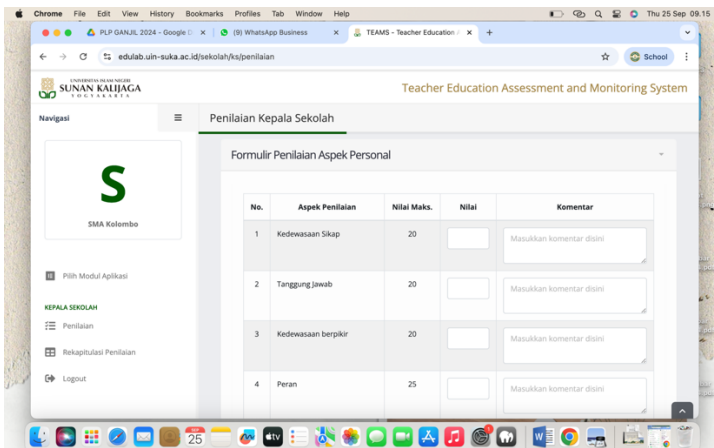 Chrome File Edit View History Bookmarks Profiles Tab Window Help Thu 25 Sep 09.15
PLP GANJIL 2024 - Google D × (9) WhatsApp Business × TEAMS - Teacher Education A × +
edulab.uin-suka.ac.id/sekolah/ks/penilaian School
UNIVERSITAS ISLAM NEGERI
SUNAN KALIJAGA
YOGYAKARTA
Teacher Education Assessment and Monitoring System
Navigasi
Penilaian Kepala Sekolah
Formulir Penilaian Aspek Personal
S
SMA Kolombo
No. Aspek Penilaian Nilai Maks. Nilai Komentar
1 Kedewasaan Sikap 20 Masukkan komentar disini
2 Tanggung Jawab 20 Masukkan komentar disini
3 Kedewasaan berpikir 20 Masukkan komentar disini
4 Peran 25 Masukkan komentar disini
Pilih Modul Aplikasi
KEPALA SEKOLAH
Penilaian
Rekapitulasi Penilaian
Logout
SEP
25
tv